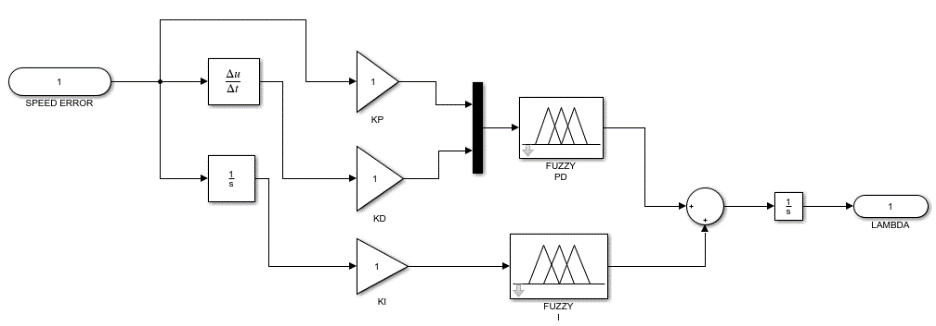 1
SPEED ERROR
Δu
Δt
1
s
1
KP
1
KD
1
KI
FUZZY
PD
FUZZY
I
+
+
1
s
1
LAMBDA